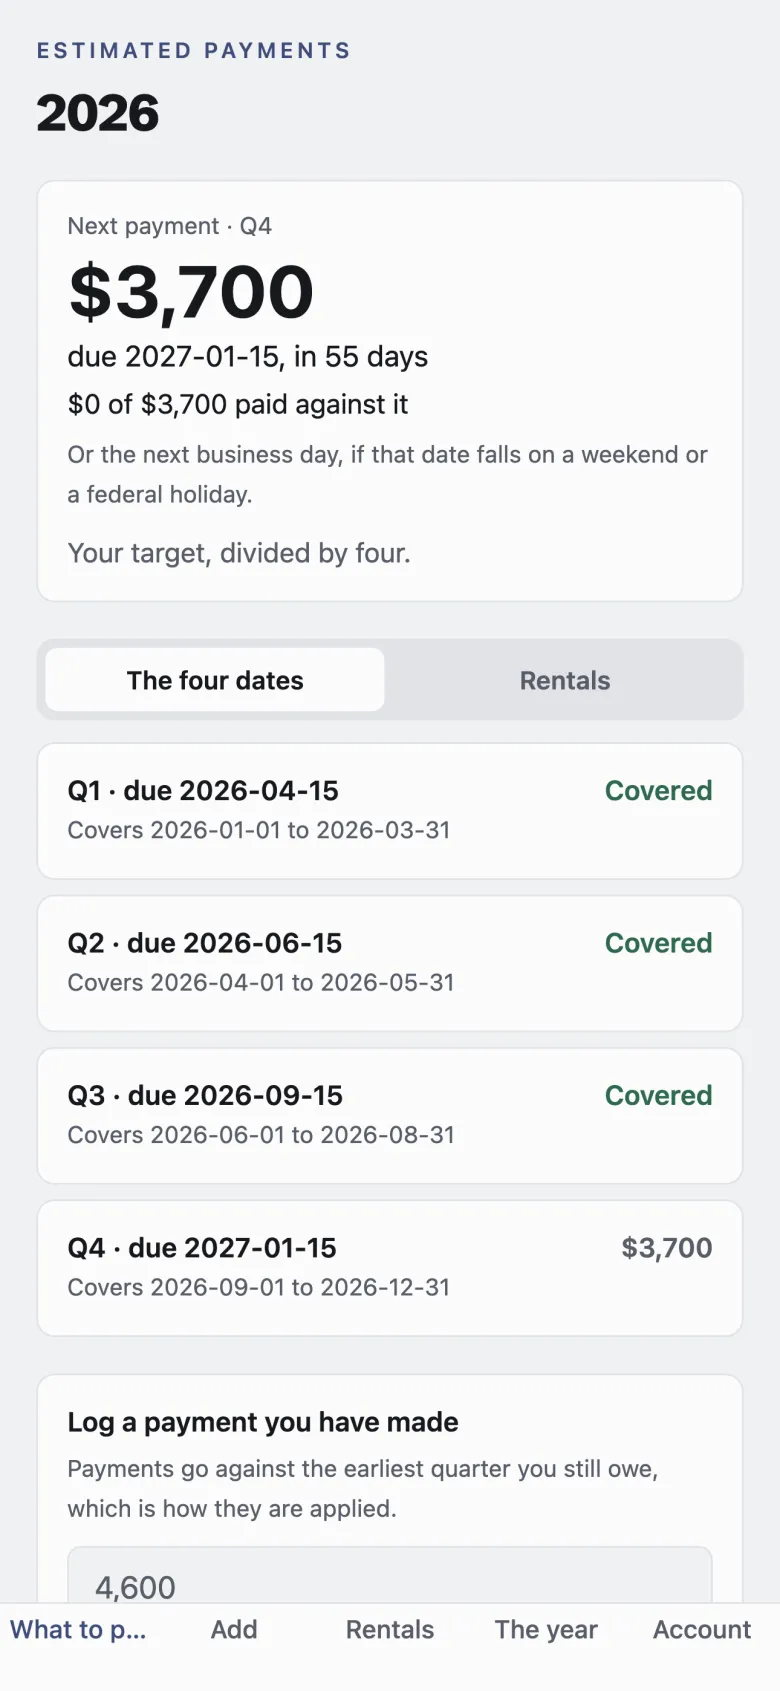 ESTIMATED PAYMENTS
2026
Next payment · Q4
$3,700
due 2027-01-15, in 55 days
$0 of $3,700 paid against it
Or the next business day, if that date falls on a weekend or
a federal holiday.
Your target, divided by four.
The four dates
Rentals
Q1 · due 2026-04-15
Covered
Covers 2026-01-01 to 2026-03-31
Q2 · due 2026-06-15
Covered
Covers 2026-04-01 to 2026-05-31
Q3 · due 2026-09-15
Covered
Covers 2026-06-01 to 2026-08-31
Q4 · due 2027-01-15
$3,700
Covers 2026-09-01 to 2026-12-31
Log a payment you have made
Payments go against the earliest quarter you still owe,
which is how they are applied.
4,600
What to p...
Add
Rentals
The year
Account